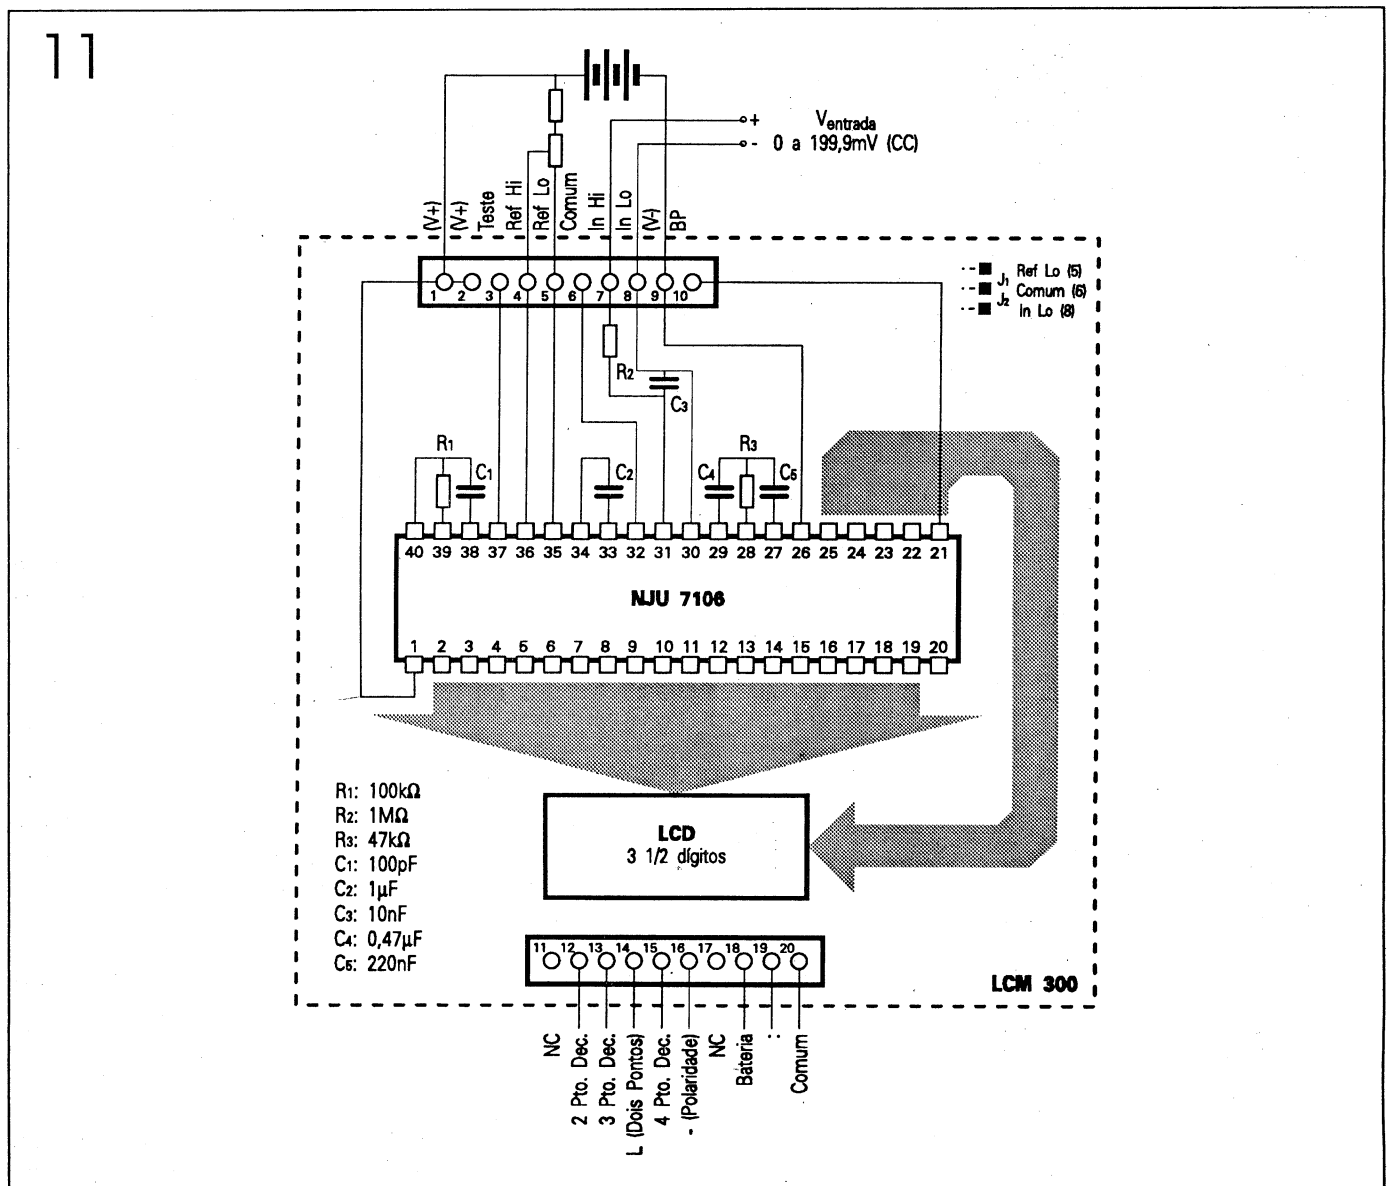 11
V entrada
0 a 199,9mV (CC)
+
-
(V+)
(V+)
Teste
Ref Hi
Ref Lo
Comum
In Hi
In Lo
(V-)
BP
1 2 3 4 5 6 7 8 9 10
J1
J2
Ref Lo (5)
Comum (6)
In Lo (8)
R2
C3
R1
C1
C2
C4
R3
C5
40 39 38 37 36 35 34 33 32 31 30 29 28 27 26 25 24 23 22 21
NJU 7106
1 2 3 4 5 6 7 8 9 10 11 12 13 14 15 16 17 18 19 20
R1: 100kΩ
R2: 1MΩ
R3: 47kΩ
C1: 100pF
C2: 1µF
C3: 10nF
C4: 0,47µF
C5: 220nF
LCD
3 1/2 dígitos
11 12 13 14 15 16 17 18 19 20
LCM 300
NC
2 Pto. Dec.
3 Pto. Dec.
L (Dois Pontos)
4 Pto. Dec.
- (Polaridade)
NC
Bateria
:
Comum